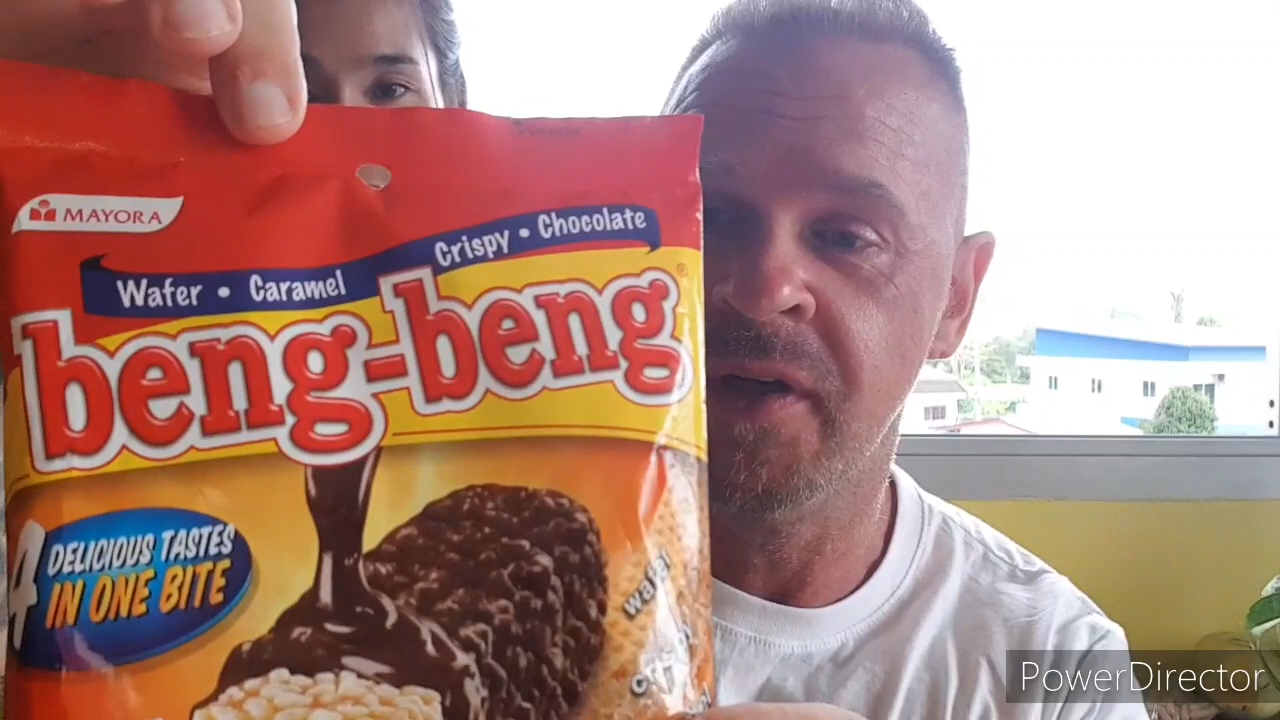 MAYORA
Wafer • Caramel
Crispy • Chocolate
beng-beng®
4 DELICIOUS TASTES
IN ONE BITE
wafer
PowerDirector